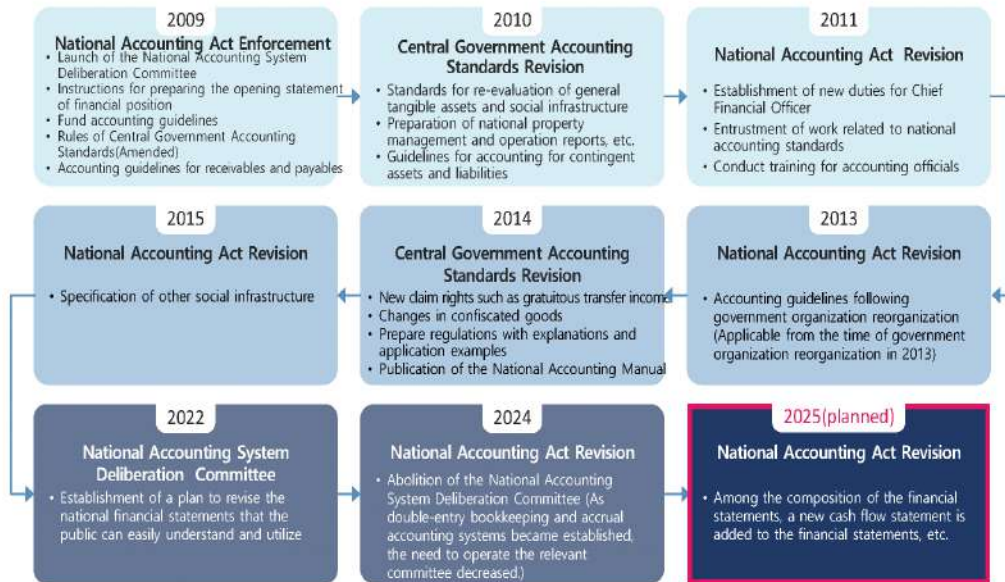 2009
National Accounting Act Enforcement
• Launch of the National Accounting System
Deliberation Committee
• Instructions for preparing the opening statement
of financial position
• Fund accounting guidelines
• Rules of Central Government Accounting
Standards(Amended)
• Accounting guidelines for receivables and payables
2010
Central Government Accounting
Standards Revision
• Standards for re-evaluation of general
tangible assets and social infrastructure
• Preparation of national property
management and operation reports, etc.
• Guidelines for accounting for contingent
assets and liabilities
2011
National Accounting Act Revision
• Establishment of new duties for Chief
Financial Officer
• Entrustment of work related to national
accounting standards
• Conduct training for accounting officials
2013
National Accounting Act Revision
• Accounting guidelines following
government organization reorganization
(Applicable from the time of government
organization reorganization in 2013)
2014
Central Government Accounting
Standards Revision
• New claim rights such as gratuitous transfer income
• Changes in confiscated goods
• Prepare regulations with explanations and
application examples
• Publication of the National Accounting Manual
2015
National Accounting Act Revision
• Specification of other social infrastructure
2022
National Accounting System
Deliberation Committee
• Establishment of a plan to revise the
national financial statements that the
public can easily understand and utilize
2024
National Accounting Act Revision
• Abolition of the National Accounting
System Deliberation Committee (As
double-entry bookkeeping and accrual
accounting systems became established,
the need to operate the relevant
committee decreased.)
2025(planned)
National Accounting Act Revision
• Among the composition of the financial
statements, a new cash flow statement is
added to the financial statements, etc.